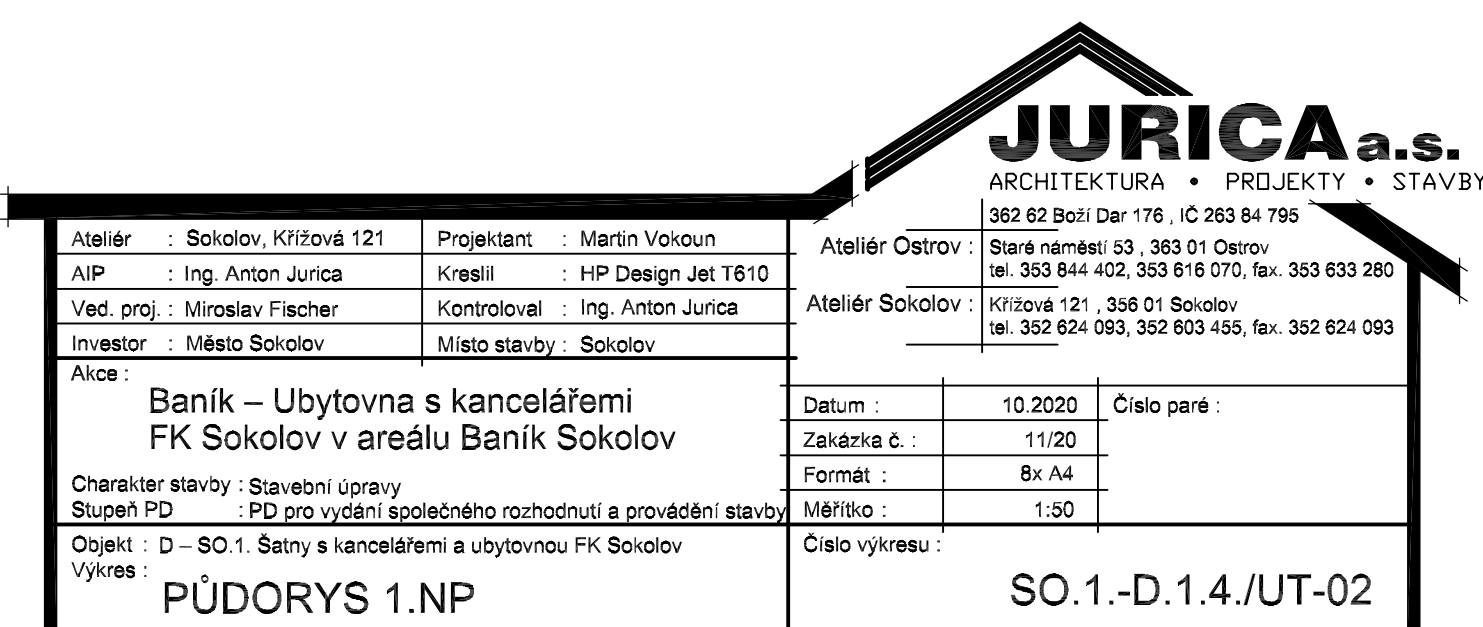 JURICA a.s.
ARCHITEKTURA • PROJEKTY • STAVBY
362 62 Boží Dar 176 , IČ 263 84 795
Ateliér Ostrov : Staré náměstí 53 , 363 01 Ostrov
tel. 353 844 402, 353 616 070, fax. 353 633 280
Ateliér Sokolov : Křížová 121 , 356 01 Sokolov
tel. 352 624 093, 352 603 455, fax. 352 624 093
Ateliér : Sokolov, Křížová 121 Projektant : Martin Vokoun
AIP : Ing. Anton Jurica Kreslil : HP Design Jet T610
Ved. proj. : Miroslav Fischer Kontroloval : Ing. Anton Jurica
Investor : Město Sokolov Místo stavby : Sokolov
Akce :
Baník – Ubytovna s kancelářemi
FK Sokolov v areálu Baník Sokolov
Charakter stavby : Stavební úpravy
Stupeň PD : PD pro vydání společného rozhodnutí a provádění stavby
Datum : 10.2020 Číslo paré :
Zakázka č. : 11/20
Formát : 8x A4
Měřítko : 1:50
Objekt : D – SO.1. Šatny s kancelářemi a ubytovnou FK Sokolov
Výkres :
PŮDORYS 1.NP
Číslo výkresu :
SO.1.-D.1.4./UT-02